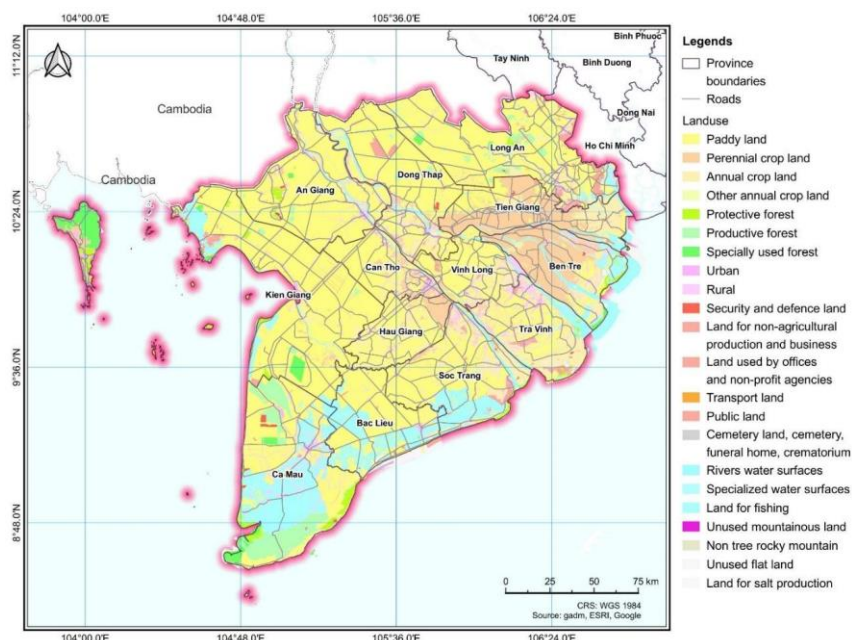 104°00.0'E 104°48.0'E 105°36.0'E 106°24.0'E
11°12.0'N
10°24.0'N
9°36.0'N
8°48.0'N
Binh Phuoc
Tay Ninh
Binh Duong
Cambodia
Dong Nai
Ho Chi Minh
Long An
Cambodia
Dong Thap
An Giang
Tien Giang
Can Tho
Vinh Long
Ben Tre
Kien Giang
Hau Giang
Tra Vinh
Soc Trang
Bac Lieu
Ca Mau
0 25 50 75 km
CRS: WGS 1984
Source: gadm, ESRI, Google
104°00.0'E 104°48.0'E 105°36.0'E 106°24.0'E
Legends
Province
boundaries
Roads
Landuse
Paddy land
Perennial crop land
Annual crop land
Other annual crop land
Protective forest
Productive forest
Specially used forest
Urban
Rural
Security and defence land
Land for non-agricultural
production and business
Land used by offices
and non-profit agencies
Transport land
Public land
Cemetery land, cemetery,
funeral home, crematorium
Rivers water surfaces
Specialized water surfaces
Land for fishing
Unused mountainous land
Non tree rocky mountain
Unused flat land
Land for salt production